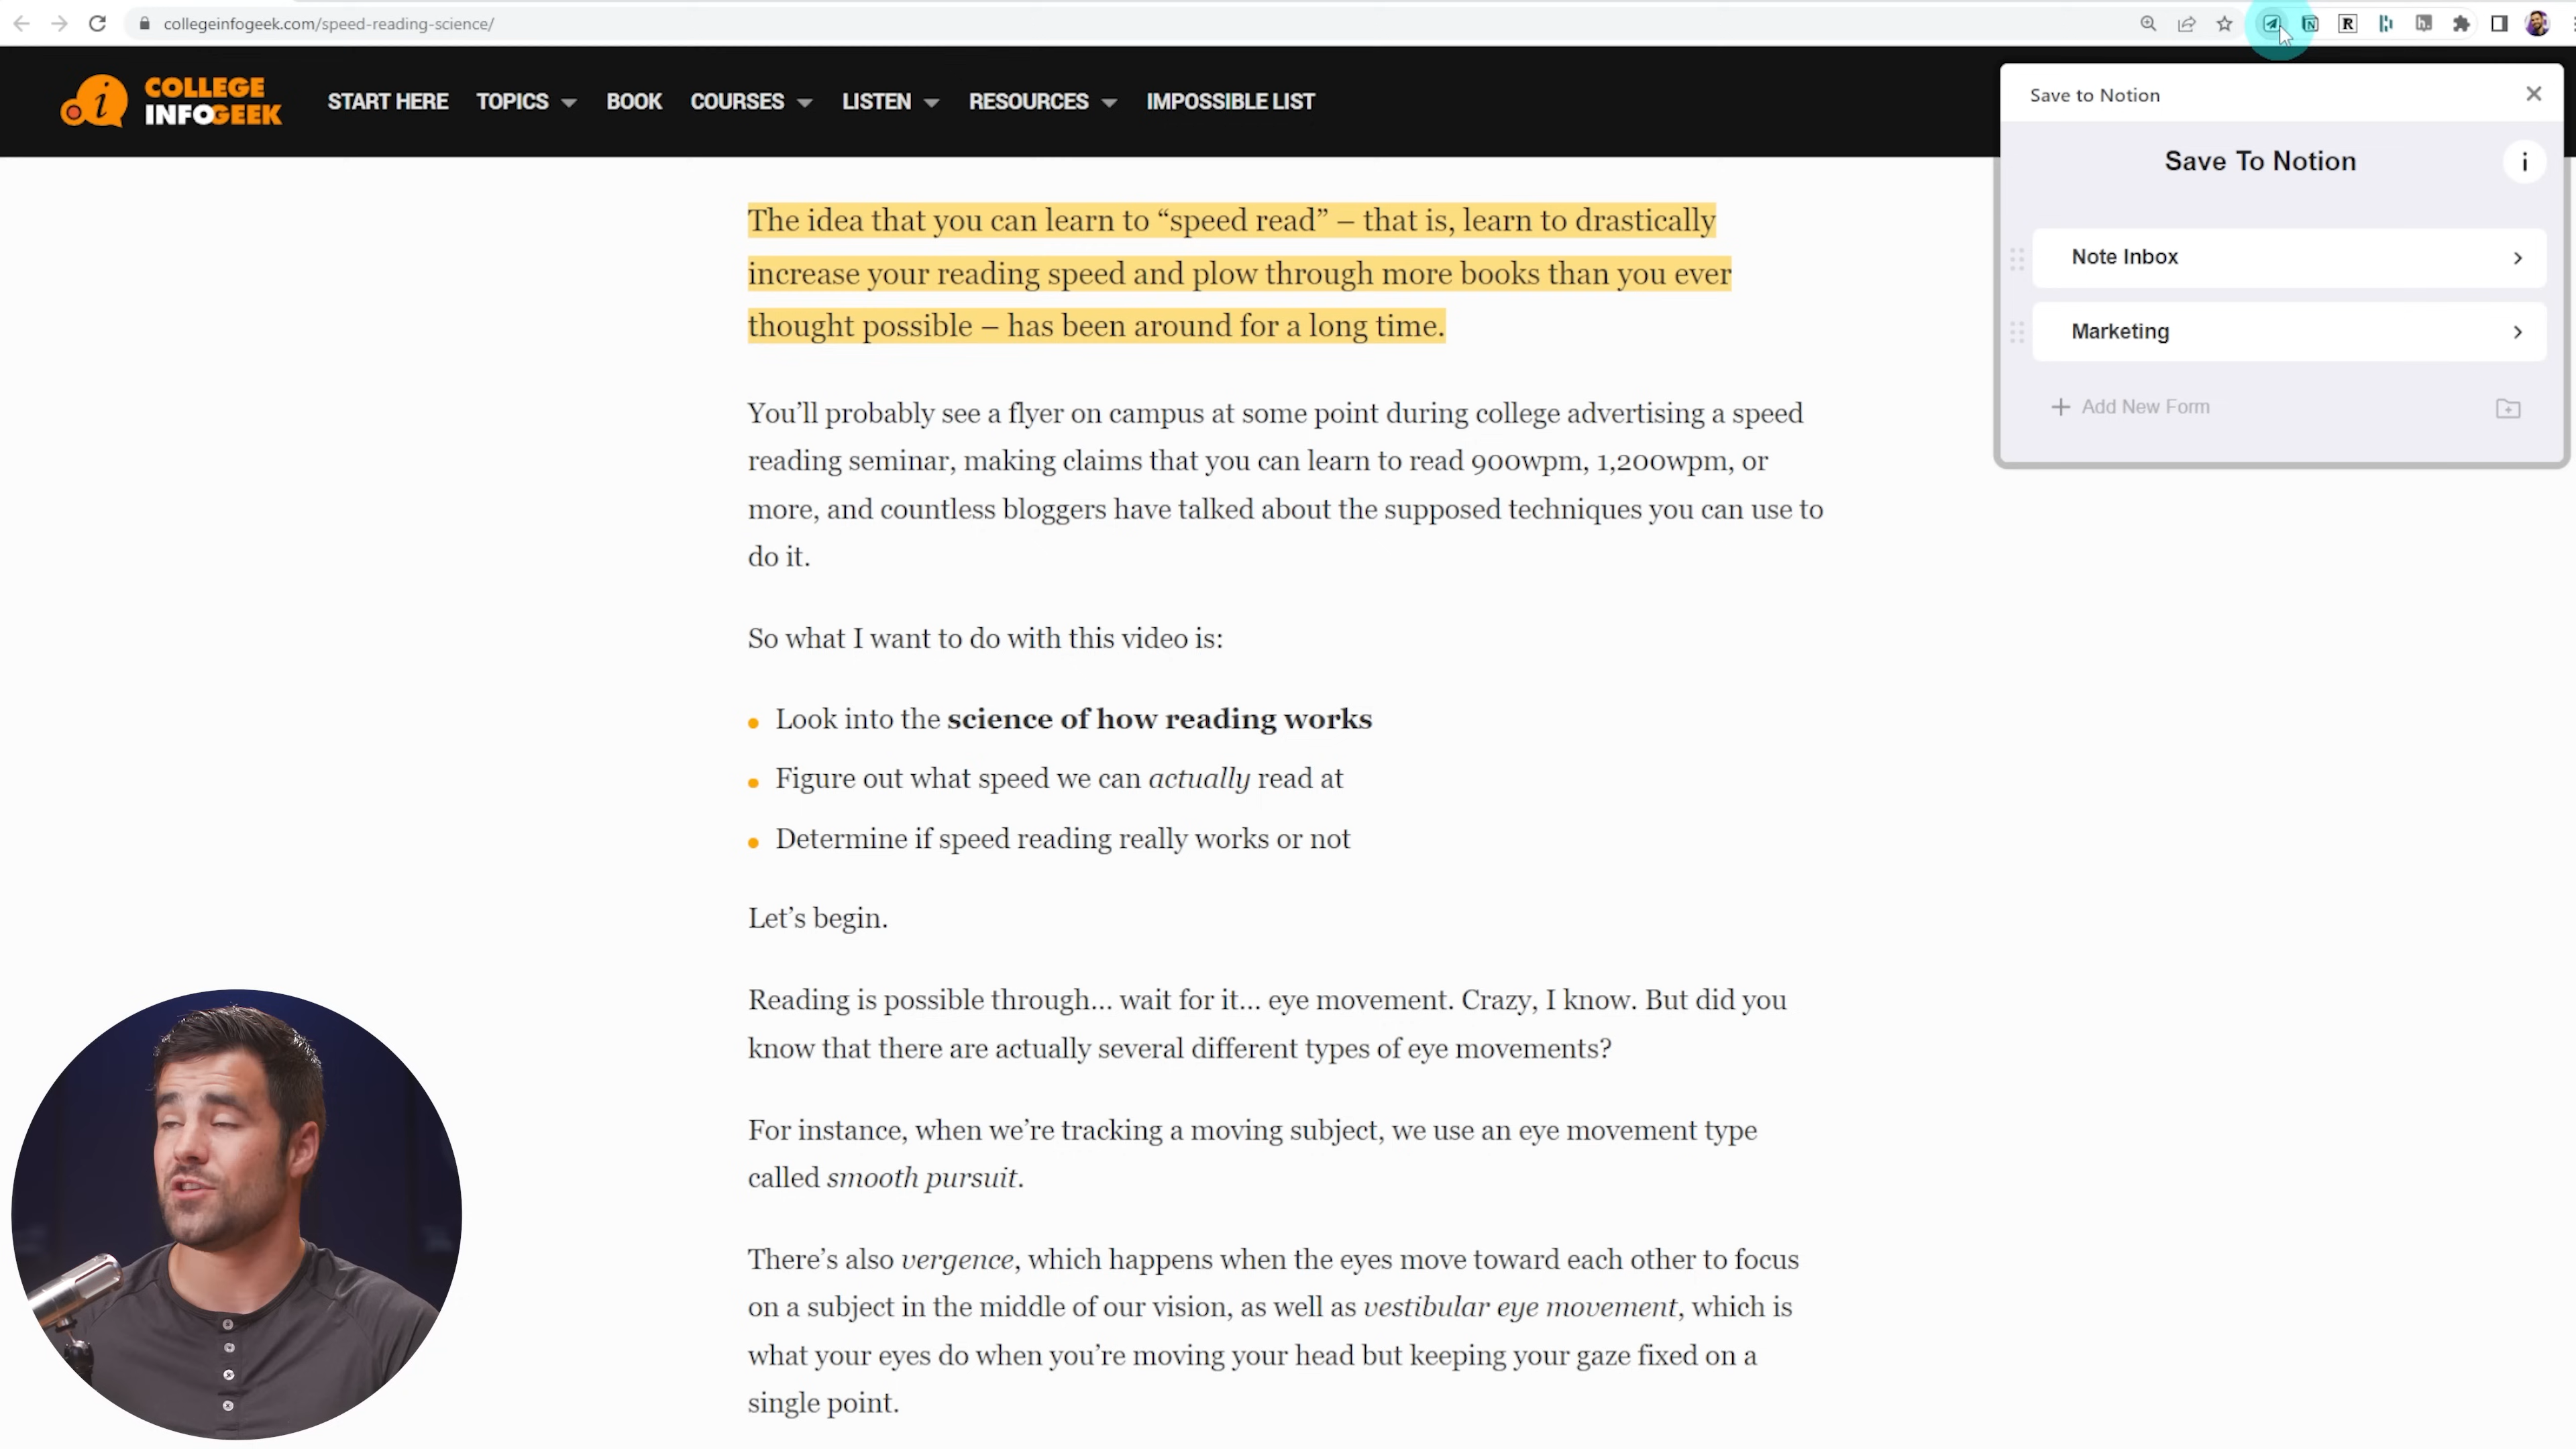 collegeinfogeek.com/speed-reading-science/
COLLEGE
INFOGEEK
START HERE
TOPICS
BOOK
COURSES
LISTEN
RESOURCES
IMPOSSIBLE LIST
The idea that you can learn to “speed read” – that is, learn to drastically
increase your reading speed and plow through more books than you ever
thought possible – has been around for a long time.
You’ll probably see a flyer on campus at some point during college advertising a speed
reading seminar, making claims that you can learn to read 900wpm, 1,200wpm, or
more, and countless bloggers have talked about the supposed techniques you can use to
do it.
So what I want to do with this video is:
Look into the science of how reading works
Figure out what speed we can actually read at
Determine if speed reading really works or not
Let’s begin.
Reading is possible through… wait for it… eye movement. Crazy, I know. But did you
know that there are actually several different types of eye movements?
For instance, when we’re tracking a moving subject, we use an eye movement type
called smooth pursuit.
There’s also vergence, which happens when the eyes move toward each other to focus
on a subject in the middle of our vision, as well as vestibular eye movement, which is
what your eyes do when you’re moving your head but keeping your gaze fixed on a
single point.
Save to Notion
Save To Notion
i
Note Inbox
Marketing
Add New Form